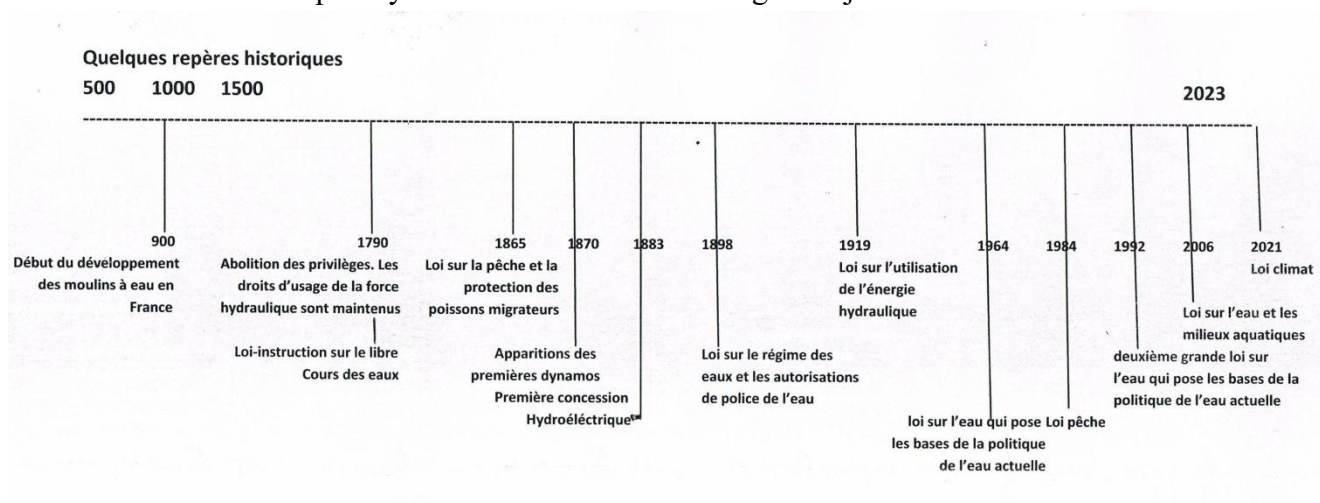 Quelques repères historiques
500 1000 1500
2023
900
Début du développement
des moulins à eau en
France
1790
Abolition des privilèges. Les
droits d'usage de la force
hydraulique sont maintenus
Loi-instruction sur le libre
Cours des eaux
1865
Loi sur la pêche et la
protection des
poissons migrateurs
1870
Apparitions des
premières dynamos
1883
Première concession
Hydroéléctrique
1898
Loi sur le régime des
eaux et les autorisations
de police de l'eau
1919
Loi sur l'utilisation
de l'énergie
hydraulique
1964
loi sur l'eau qui pose
les bases de la politique
de l'eau actuelle
1984
Loi pêche
1992
deuxième grande loi sur
l'eau qui pose les bases de la
politique de l'eau actuelle
2006
Loi sur l'eau et les
milieux aquatiques
2021
Loi climat